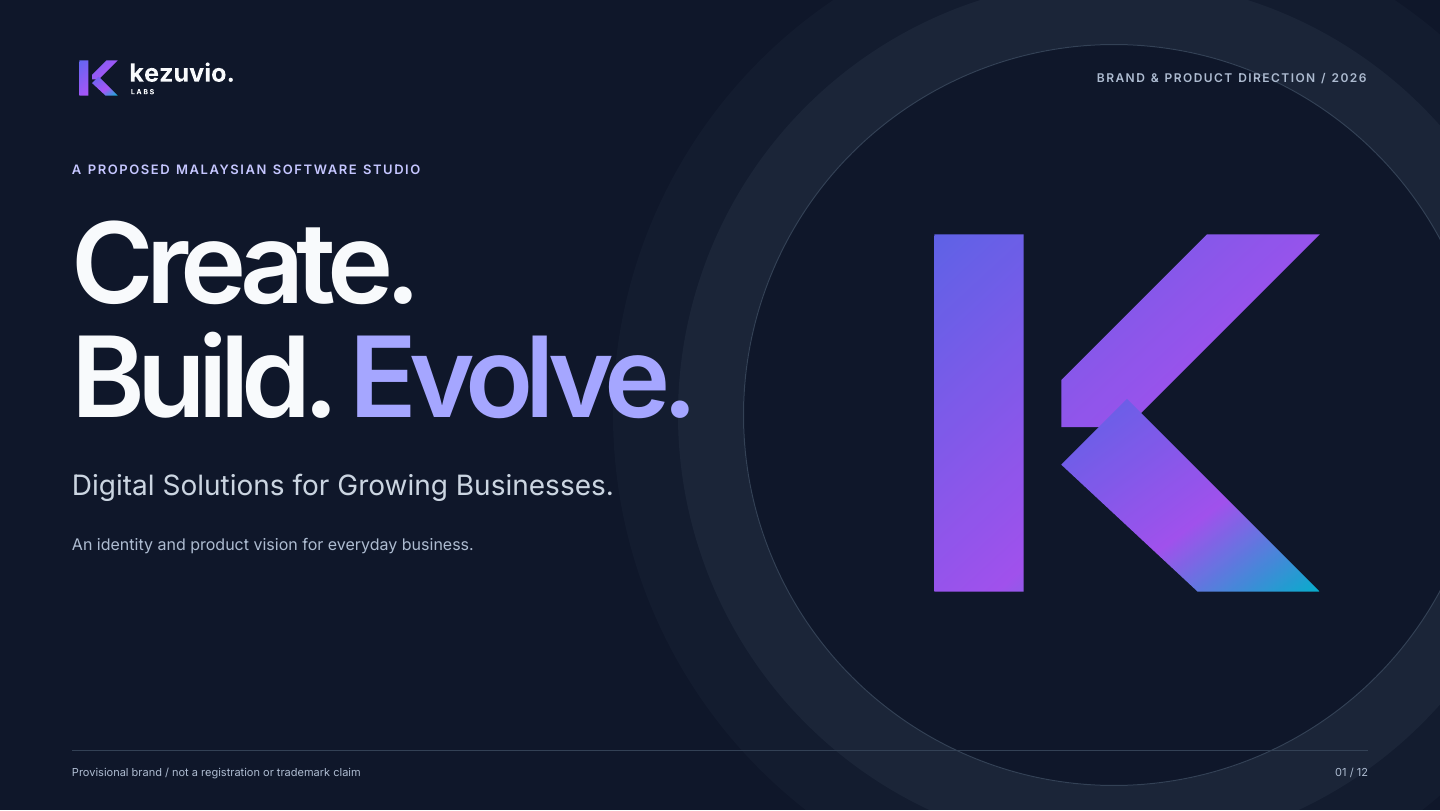 kezuvio.
LABS
BRAND & PRODUCT DIRECTION / 2026
A PROPOSED MALAYSIAN SOFTWARE STUDIO
Create.
Build. Evolve.
Digital Solutions for Growing Businesses.
An identity and product vision for everyday business.
Provisional brand / not a registration or trademark claim
01 / 12